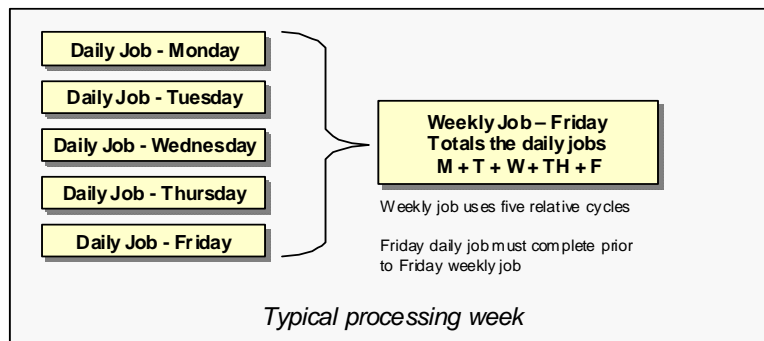 Daily Job - Monday
Daily Job - Tuesday
Daily Job - Wednesday
Daily Job - Thursday
Daily Job - Friday
Weekly Job – Friday
Totals the daily jobs
M + T + W + TH + F
Weekly job uses five relative cycles
Friday daily job must complete prior
to Friday weekly job
Typical processing week